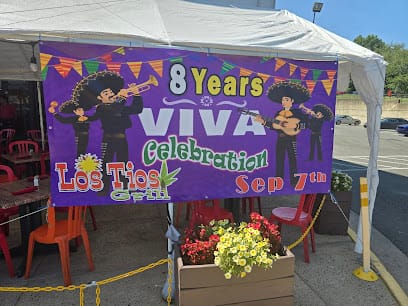 8 Years
VIVA
Celebration
Los Tios
Grill
Sep 7th